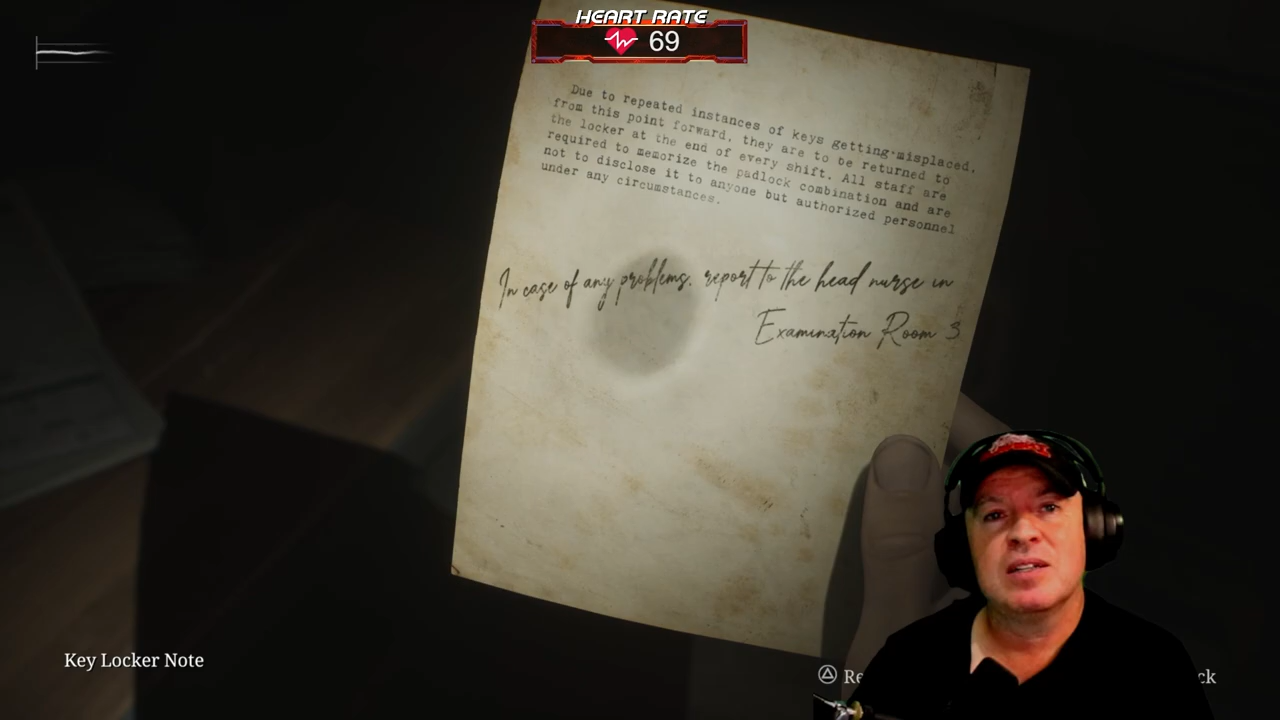 HEART RATE
69
Due to repeated instances of keys getting misplaced,
from this point forward, they are to be returned to
the locker at the end of every shift. All staff are
required to memorize the padlock combination and are
not to disclose it to anyone but authorized personnel
under any circumstances.
In case of any problems, report to the head nurse in
Examination Room 3
Key Locker Note
Re
ck